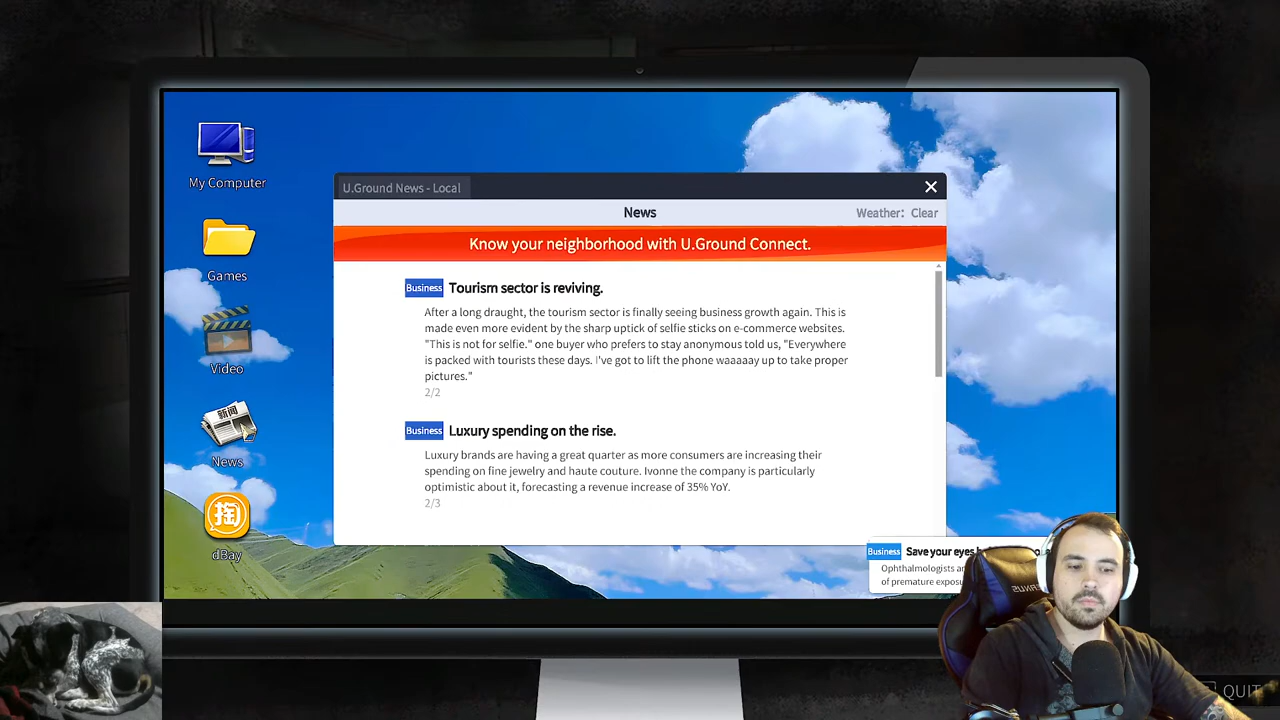 My Computer
Games
Video
新闻
News
掏
dBay
U.Ground News - Local
News
Weather: Clear
Know your neighborhood with U.Ground Connect.
Business Tourism sector is reviving.
After a long draught, the tourism sector is finally seeing business growth again. This is
made even more evident by the sharp uptick of selfie sticks on e-commerce websites.
"This is not for selfie." one buyer who prefers to stay anonymous told us, "Everywhere
is packed with tourists these days. I've got to lift the phone waaaaay up to take proper
pictures."
2/2
Business Luxury spending on the rise.
Luxury brands are having a great quarter as more consumers are increasing their
spending on fine jewelry and haute couture. Ivonne the company is particularly
optimistic about it, forecasting a revenue increase of 35% YoY.
2/3
Business Save your eyes
Ophthalmologists
of premature
QUIT